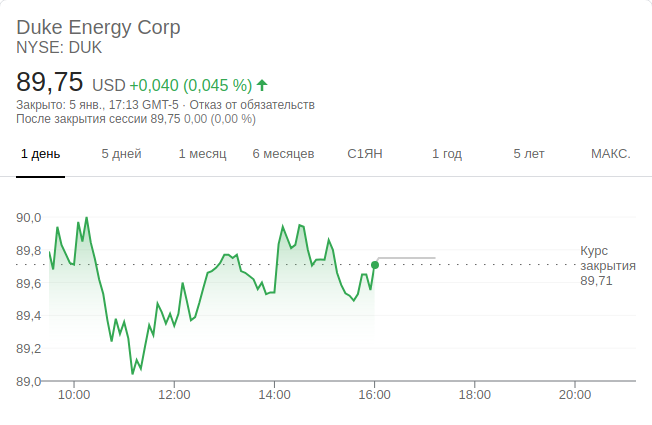 Duke Energy Corp
NYSE: DUK
89,75 USD +0,040 (0,045 %)
Закрыто: 5 янв., 17:13 GMT-5 · Отказ от обязательств
После закрытия сессии 89,75 0,00 (0,00 %)
1 день 5 дней 1 месяц 6 месяцев С1ЯН 1 год 5 лет МАКС.
90,0
89,8
89,6
89,4
89,2
89,0
Курс
закрытия
89,71
10:00 12:00 14:00 16:00 18:00 20:00